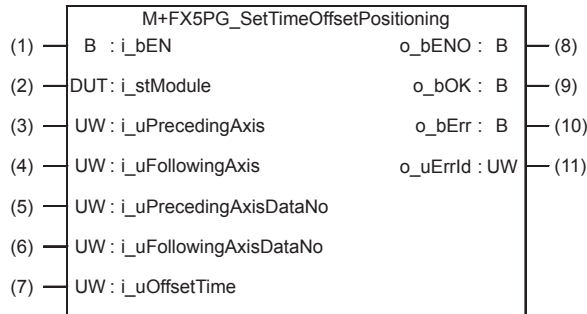 M+FX5PG_SetTimeOffsetPositioning
(1) B : i_bEN o_bENO : B (8)
(2) DUT : i_stModule o_bOK : B (9)
(3) UW : i_uPrecedingAxis o_bErr : B (10)
(4) UW : i_uFollowingAxis o_uErrId : UW (11)
(5) UW : i_uPrecedingAxisDataNo
(6) UW : i_uFollowingAxisDataNo
(7) UW : i_uOffsetTime